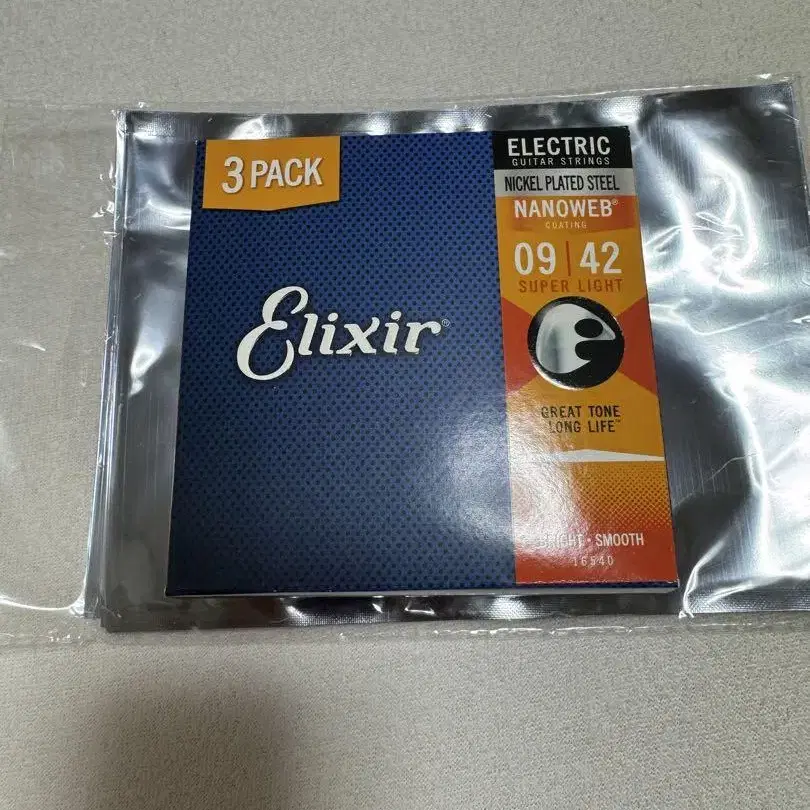 3 PACK
Elixir®
ELECTRIC
GUITAR STRINGS
NICKEL PLATED STEEL
NANOWEB®
COATING
09 | 42
SUPER LIGHT
GREAT TONE
LONG LIFE™
BRIGHT • SMOOTH
16540